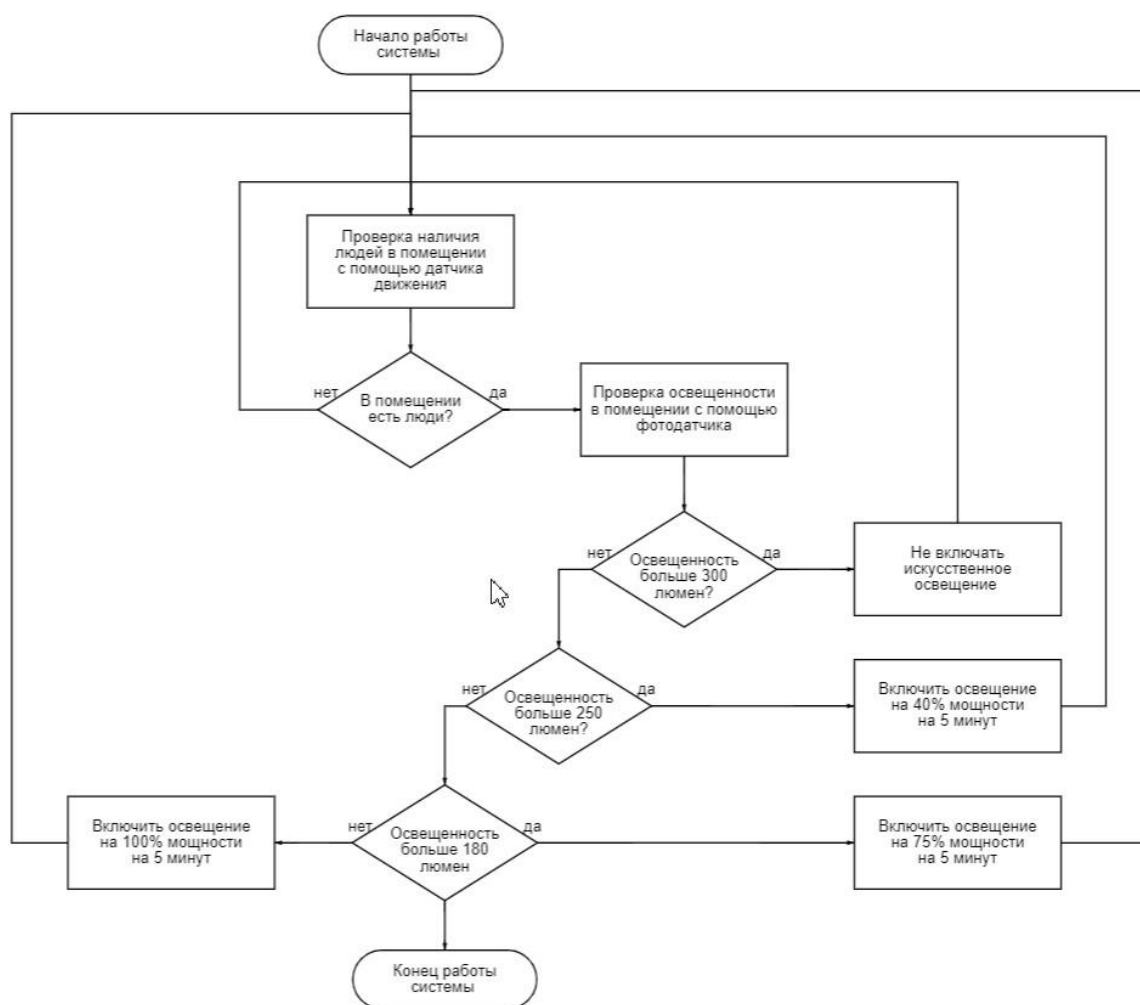 Начало работы
системы
Проверка наличия
людей в помещении
с помощью датчика
движения
нет
В помещении
есть люди?
да
Проверка освещенности
в помещении с помощью
фотодатчика
нет
Освещенность
больше 300
люмен?
да
Не включать
искусственное
освещение
нет
Освещенность
больше 250
люмен?
да
Включить освещение
на 40% мощности
на 5 минут
Включить освещение
на 100% мощности
на 5 минут
нет
Освещенность
больше 180
люмен
да
Включить освещение
на 75% мощности
на 5 минут
Конец работы
системы